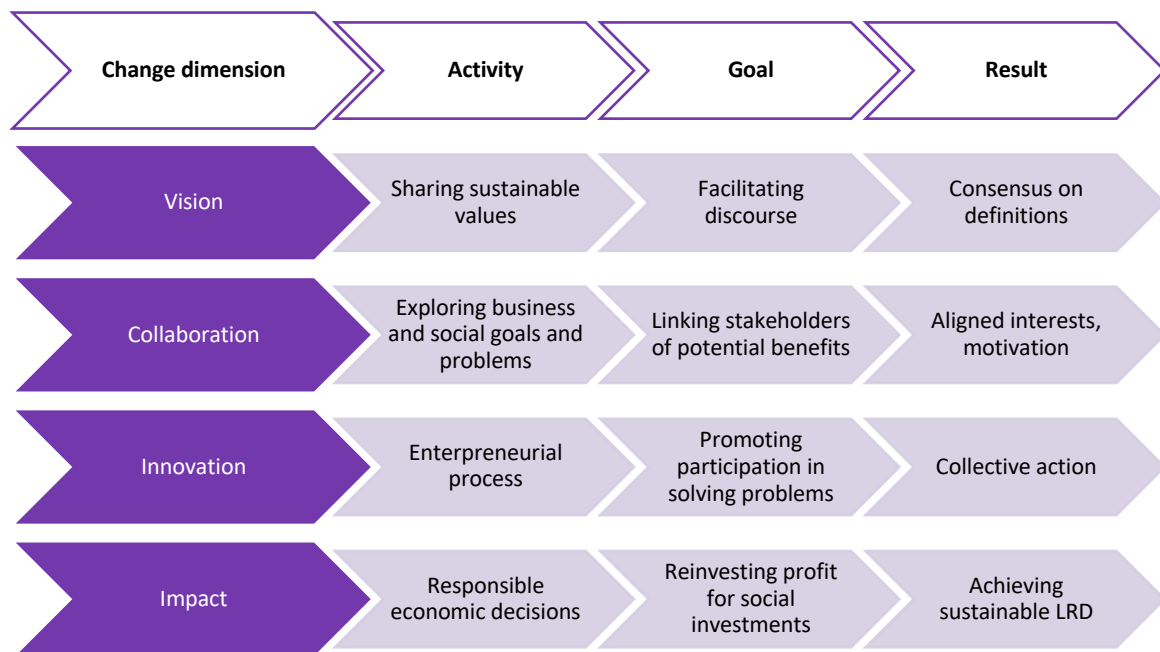 Change dimension
Activity
Goal
Result
Vision
Sharing sustainable
values
Facilitating
discourse
Consensus on
definitions
Collaboration
Exploring business
and social goals and
problems
Linking stakeholders
of potential benefits
Aligned interests,
motivation
Innovation
Enterpreneurial
process
Promoting
participation in
solving problems
Collective action
Impact
Responsible
economic decisions
Reinvesting profit
for social
investments
Achieving
sustainable LRD